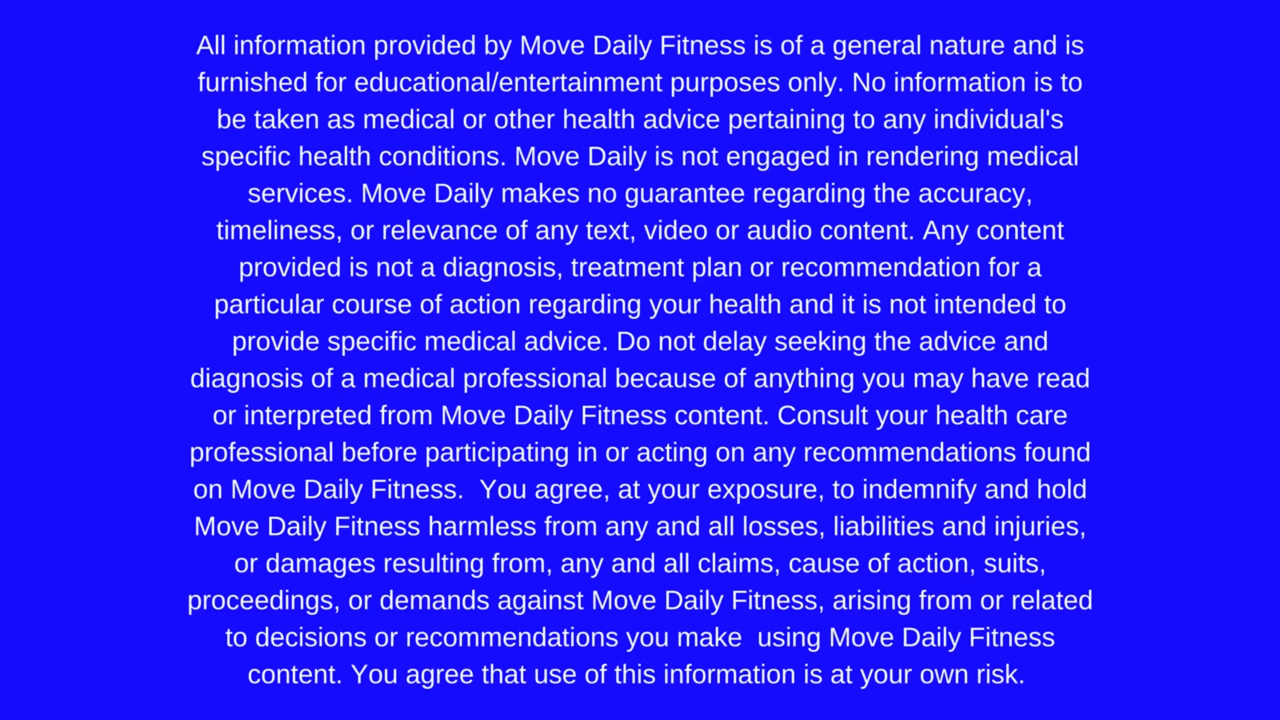 All information provided by Move Daily Fitness is of a general nature and is
furnished for educational/entertainment purposes only. No information is to
be taken as medical or other health advice pertaining to any individual's
specific health conditions. Move Daily is not engaged in rendering medical
services. Move Daily makes no guarantee regarding the accuracy,
timeliness, or relevance of any text, video or audio content. Any content
provided is not a diagnosis, treatment plan or recommendation for a
particular course of action regarding your health and it is not intended to
provide specific medical advice. Do not delay seeking the advice and
diagnosis of a medical professional because of anything you may have read
or interpreted from Move Daily Fitness content. Consult your health care
professional before participating in or acting on any recommendations found
on Move Daily Fitness.  You agree, at your exposure, to indemnify and hold
Move Daily Fitness harmless from any and all losses, liabilities and injuries,
or damages resulting from, any and all claims, cause of action, suits,
proceedings, or demands against Move Daily Fitness, arising from or related
to decisions or recommendations you make  using Move Daily Fitness
content. You agree that use of this information is at your own risk.